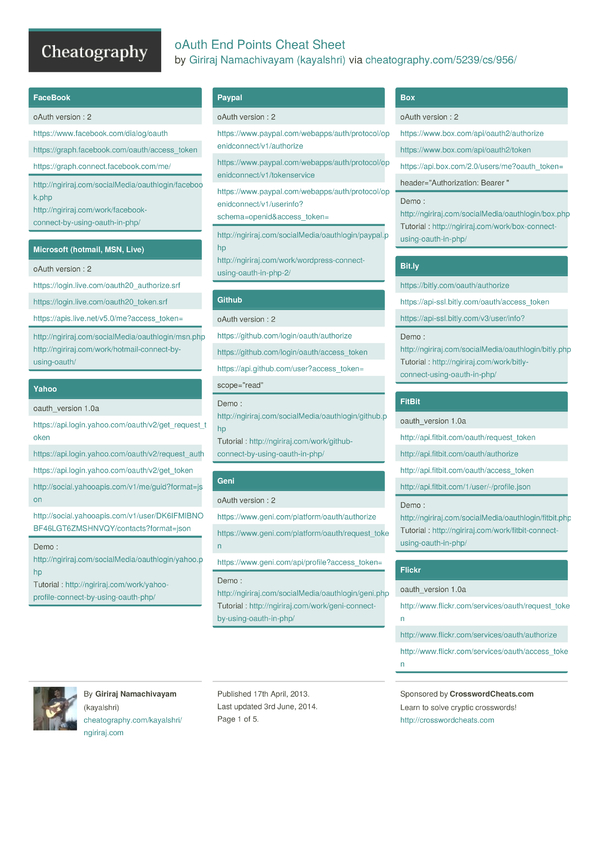 Cheatography
oAuth End Points Cheat Sheet
by Giriraj Namachivayam (kayalshri) via cheatography.com/5239/cs/956/
FaceBook
oAuth version : 2
https://www.facebook.com/dialog/oauth
https://graph.facebook.com/oauth/access_token
https://graph.connect.facebook.com/me/
http://ngiriraj.com/socialMedia/oauthlogin/faceboo
k.php
http://ngiriraj.com/work/facebook-
connect-by-using-oauth-in-php/
Microsoft (hotmail, MSN, Live)
oAuth version : 2
https://login.live.com/oauth20_authorize.srf
https://login.live.com/oauth20_token.srf
https://apis.live.net/v5.0/me?access_token=
http://ngiriraj.com/socialMedia/oauthlogin/msn.php
http://ngiriraj.com/work/hotmail-connect-by-
using-oauth/
Yahoo
oauth_version 1.0a
https://api.login.yahoo.com/oauth/v2/get_request_t
oken
https://api.login.yahoo.com/oauth/v2/request_auth
https://api.login.yahoo.com/oauth/v2/get_token
http://social.yahooapis.com/v1/me/guid?format=js
on
http://social.yahooapis.com/v1/user/DK6IFMIBNO
BF46LGT6ZMSHNVQY/contacts?format=json
Demo :
http://ngiriraj.com/socialMedia/oauthlogin/yahoo.p
hp
Tutorial : http://ngiriraj.com/work/yahoo-
profile-connect-by-using-oauth-php/
Paypal
oAuth version : 2
https://www.paypal.com/webapps/auth/protocol/op
enidconnect/v1/authorize
https://www.paypal.com/webapps/auth/protocol/op
enidconnect/v1/tokenservice
https://www.paypal.com/webapps/auth/protocol/op
enidconnect/v1/userinfo?
schema=openid&access_token=
http://ngiriraj.com/socialMedia/oauthlogin/paypal.p
hp
http://ngiriraj.com/work/wordpress-connect-
using-oauth-in-php-2/
Github
oAuth version : 2
https://github.com/login/oauth/authorize
https://github.com/login/oauth/access_token
https://api.github.com/user?access_token=
scope="read"
Demo :
http://ngiriraj.com/socialMedia/oauthlogin/github.p
hp
Tutorial : http://ngiriraj.com/work/github-
connect-by-using-oauth-in-php/
Geni
oAuth version : 2
https://www.geni.com/platform/oauth/authorize
https://www.geni.com/platform/oauth/request_toke
n
https://www.geni.com/api/profile?access_token=
Demo :
http://ngiriraj.com/socialMedia/oauthlogin/geni.php
Tutorial : http://ngiriraj.com/work/geni-connect-
by-using-oauth-in-php/
Box
oAuth version : 2
https://www.box.com/api/oauth2/authorize
https://www.box.com/api/oauth2/token
https://api.box.com/2.0/users/me?oauth_token=
header="Authorization: Bearer "
Demo :
http://ngiriraj.com/socialMedia/oauthlogin/box.php
Tutorial : http://ngiriraj.com/work/box-connect-
using-oauth-in-php/
Bit.ly
https://bitly.com/oauth/authorize
https://api-ssl.bitly.com/oauth/access_token
https://api-ssl.bitly.com/v3/user/info?
Demo :
http://ngiriraj.com/socialMedia/oauthlogin/bitly.php
Tutorial : http://ngiriraj.com/work/bitly-
connect-using-oauth-in-php/
FitBit
oauth_version 1.0a
http://api.fitbit.com/oauth/request_token
http://api.fitbit.com/oauth/authorize
http://api.fitbit.com/oauth/access_token
http://api.fitbit.com/1/user/-/profile.json
Demo :
http://ngiriraj.com/socialMedia/oauthlogin/fitbit.php
Tutorial : http://ngiriraj.com/work/fitbit-connect-
using-oauth-in-php/
Flickr
oauth_version 1.0a
http://www.flickr.com/services/oauth/request_toke
n
http://www.flickr.com/services/oauth/authorize
http://www.flickr.com/services/oauth/access_toke
n
By Giriraj Namachivayam
(kayalshri)
cheatography.com/kayalshri/
ngiriraj.com
Published 17th April, 2013.
Last updated 3rd June, 2014.
Page 1 of 5.
Sponsored by CrosswordCheats.com
Learn to solve cryptic crosswords!
http://crosswordcheats.com